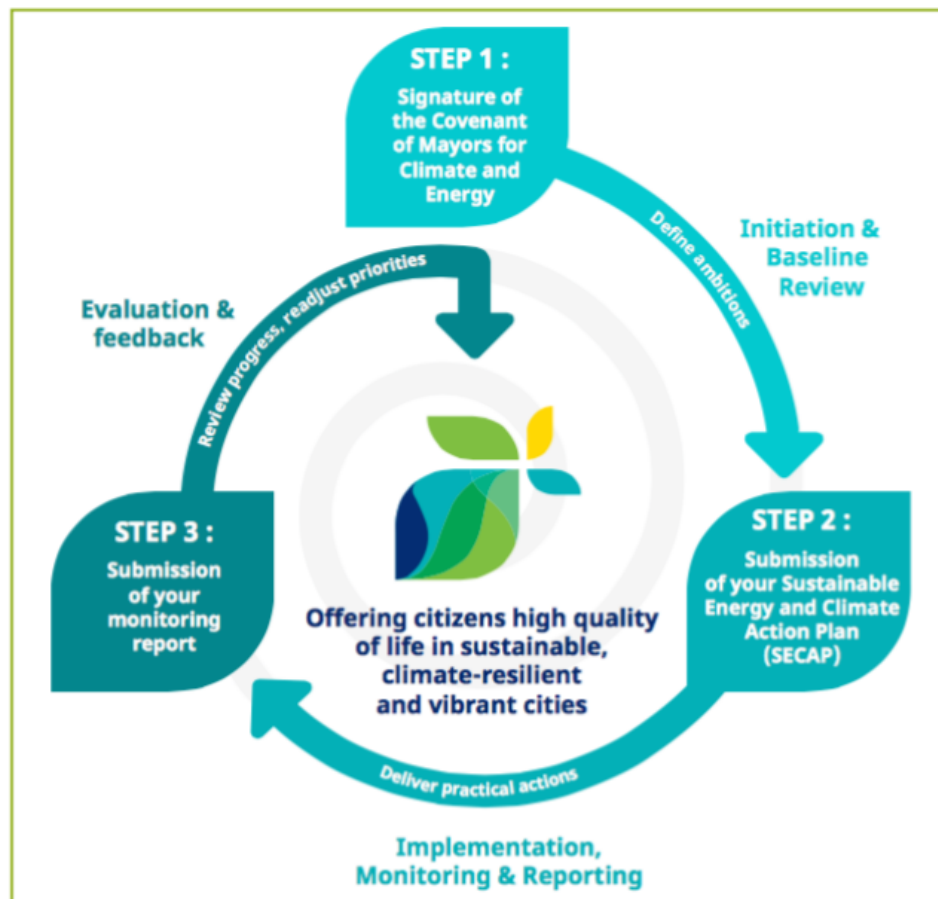 STEP 1 :
Signature of
the Covenant
of Mayors for
Climate and
Energy
Define ambitions
Initiation &
Baseline
Review
STEP 2 :
Submission
of your Sustainable
Energy and Climate
Action Plan
(SECAP)
Deliver practical actions
Implementation,
Monitoring & Reporting
STEP 3 :
Submission
of your
monitoring
report
Review progress, readjust priorities
Evaluation &
feedback
Offering citizens high quality
of life in sustainable,
climate-resilient
and vibrant cities